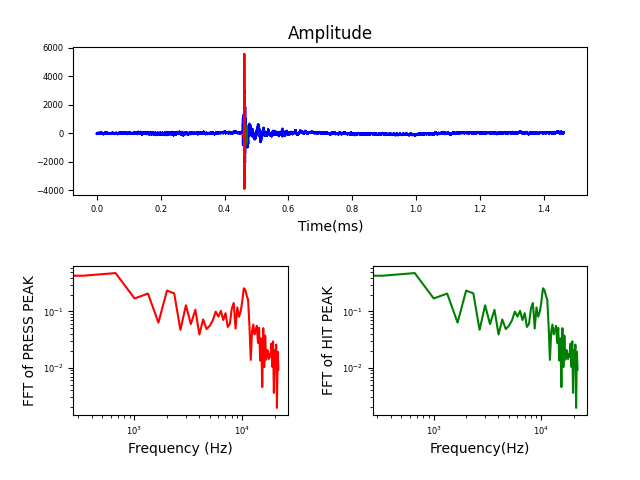 Amplitude
6000
4000
2000
0
−2000
−4000
0.0 0.2 0.4 0.6 0.8 1.0 1.2 1.4
Time(ms)
FFT of PRESS PEAK
10⁻¹
10⁻²
10³ 10⁴
Frequency (Hz)
FFT of HIT PEAK
10⁻¹
10⁻²
10³ 10⁴
Frequency(Hz)